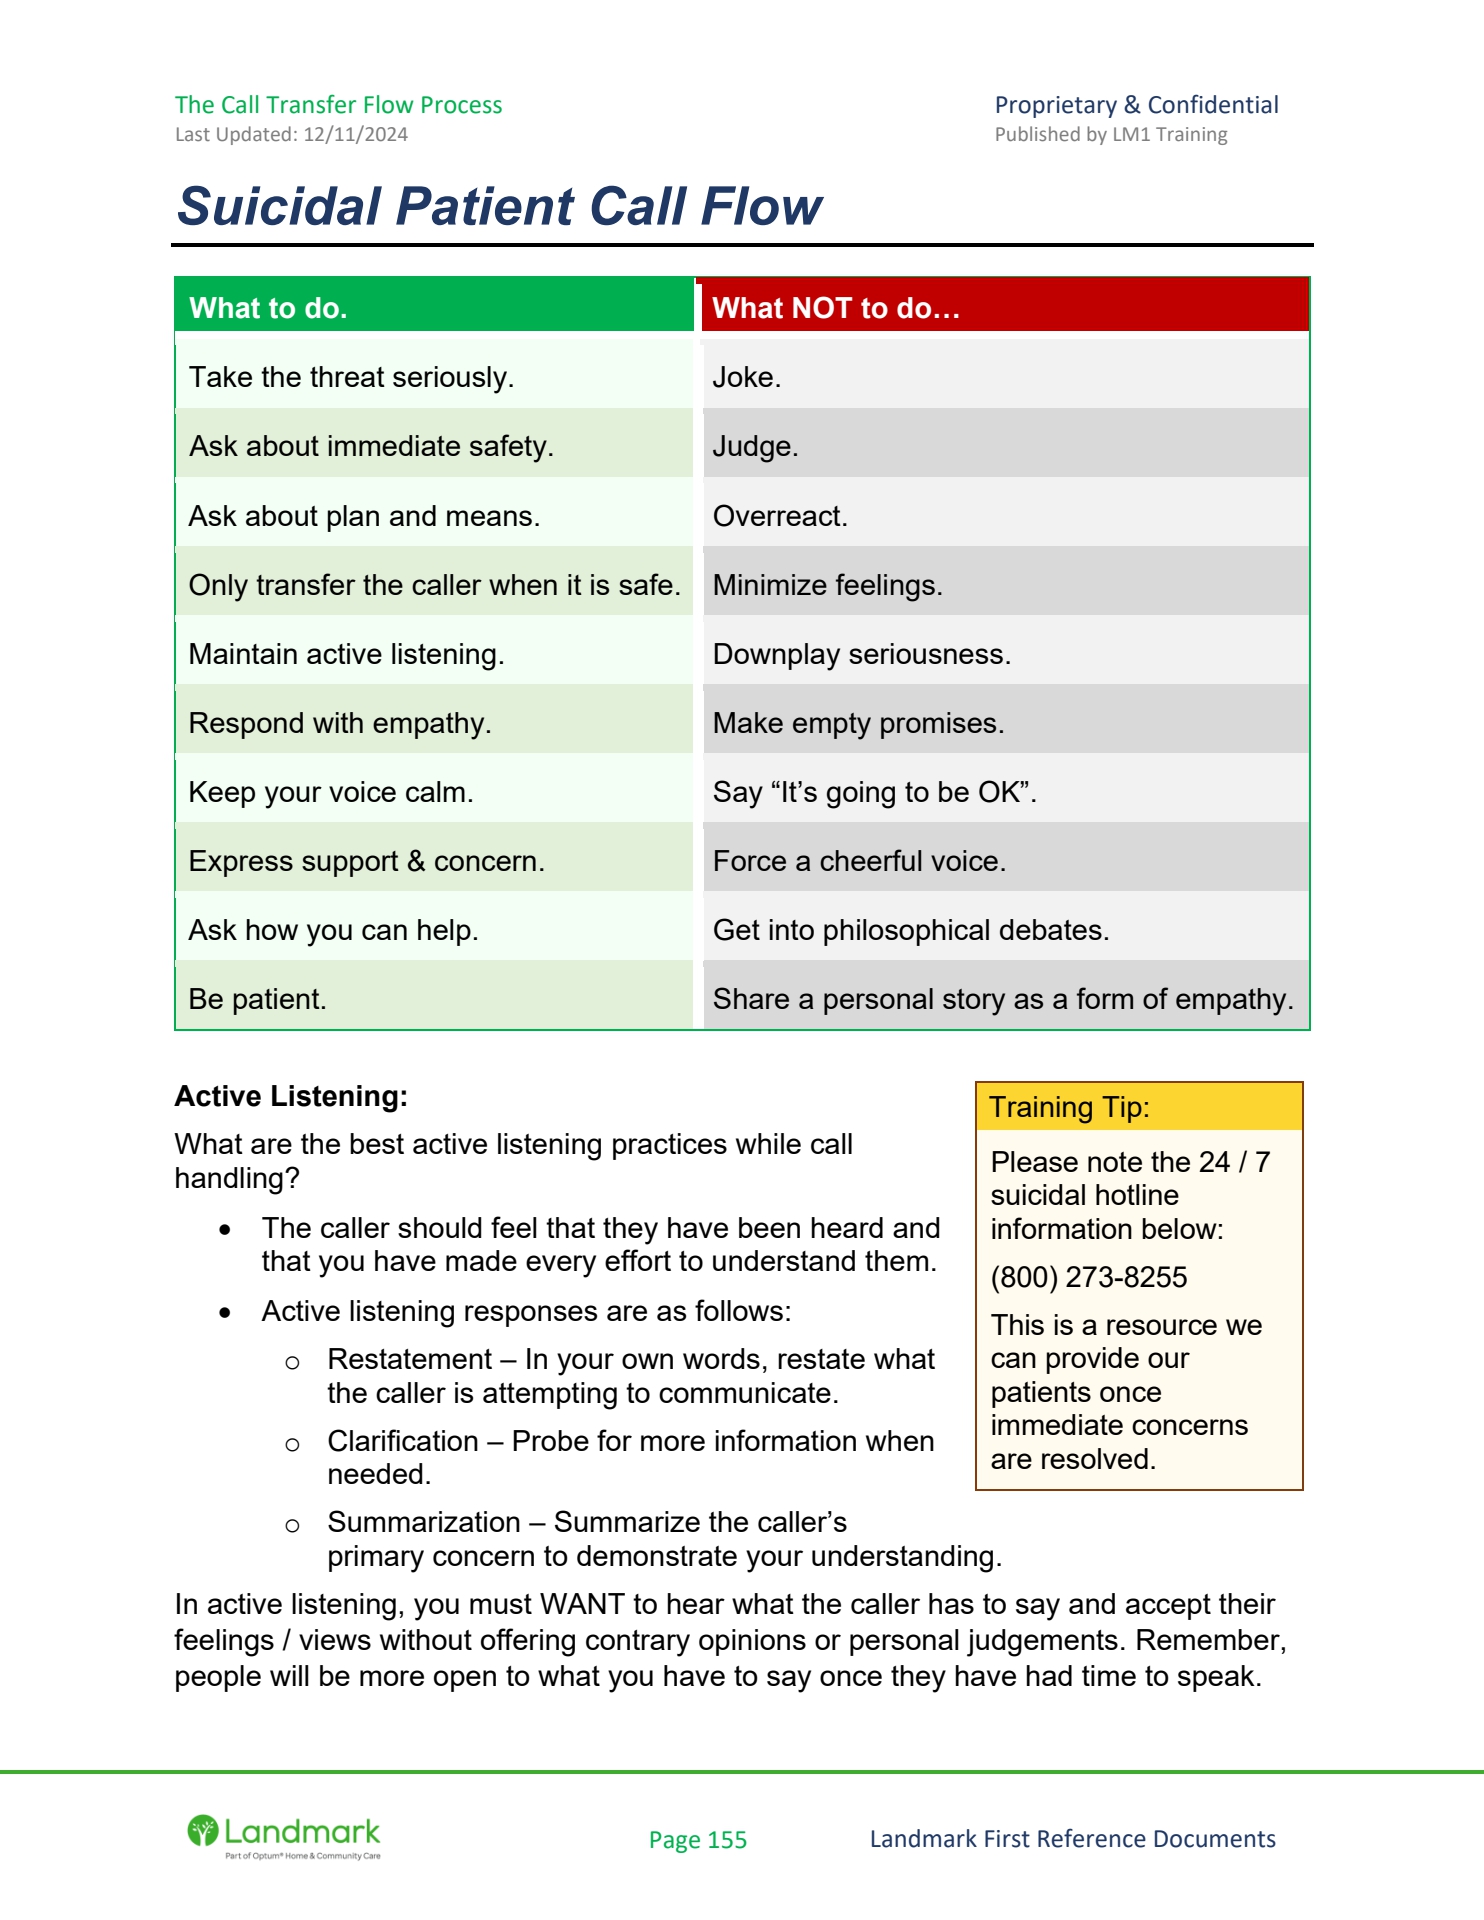 The Call Transfer Flow Process
Proprietary & Confidential
Last Updated: 12/11/2024
Published by LM1 Training
Suicidal Patient Call Flow
What to do.
What NOT to do…
Take the threat seriously.
Joke.
Ask about immediate safety.
Judge.
Ask about plan and means.
Overreact.
Only transfer the caller when it is safe.
Minimize feelings.
Maintain active listening.
Downplay seriousness.
Respond with empathy.
Make empty promises.
Keep your voice calm.
Say “It’s going to be OK”.
Express support & concern.
Force a cheerful voice.
Ask how you can help.
Get into philosophical debates.
Be patient.
Share a personal story as a form of empathy.
Active Listening:
What are the best active listening practices while call
handling?
• The caller should feel that they have been heard and
that you have made every effort to understand them.
• Active listening responses are as follows:
o Restatement – In your own words, restate what
the caller is attempting to communicate.
o Clarification – Probe for more information when
needed.
o Summarization – Summarize the caller’s
primary concern to demonstrate your understanding.
Training Tip:
Please note the 24 / 7
suicidal hotline
information below:
(800) 273-8255
This is a resource we
can provide our
patients once
immediate concerns
are resolved.
In active listening, you must WANT to hear what the caller has to say and accept their
feelings / views without offering contrary opinions or personal judgements. Remember,
people will be more open to what you have to say once they have had time to speak.
Landmark
Part of Optum® Home & Community Care
Page 155
Landmark First Reference Documents